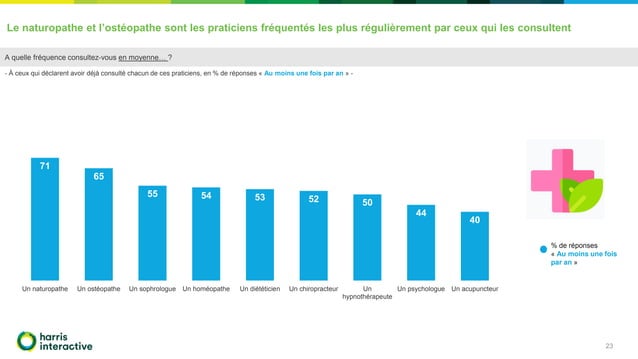 Le naturopathe et l'ostéopathe sont les praticiens fréquentés les plus régulièrement par ceux qui les consultent
A quelle fréquence consultez-vous en moyenne… ?
- À ceux qui déclarent avoir déjà consulté chacun de ces praticiens, en % de réponses « Au moins une fois par an » -
71
65
55
54
53
52
50
44
40
Un naturopathe
Un ostéopathe
Un sophrologue
Un homéopathe
Un diététicien
Un chiropracteur
Un
hypnothérapeute
Un psychologue
Un acupuncteur
% de réponses
« Au moins une fois
par an »
harris
interactive
23